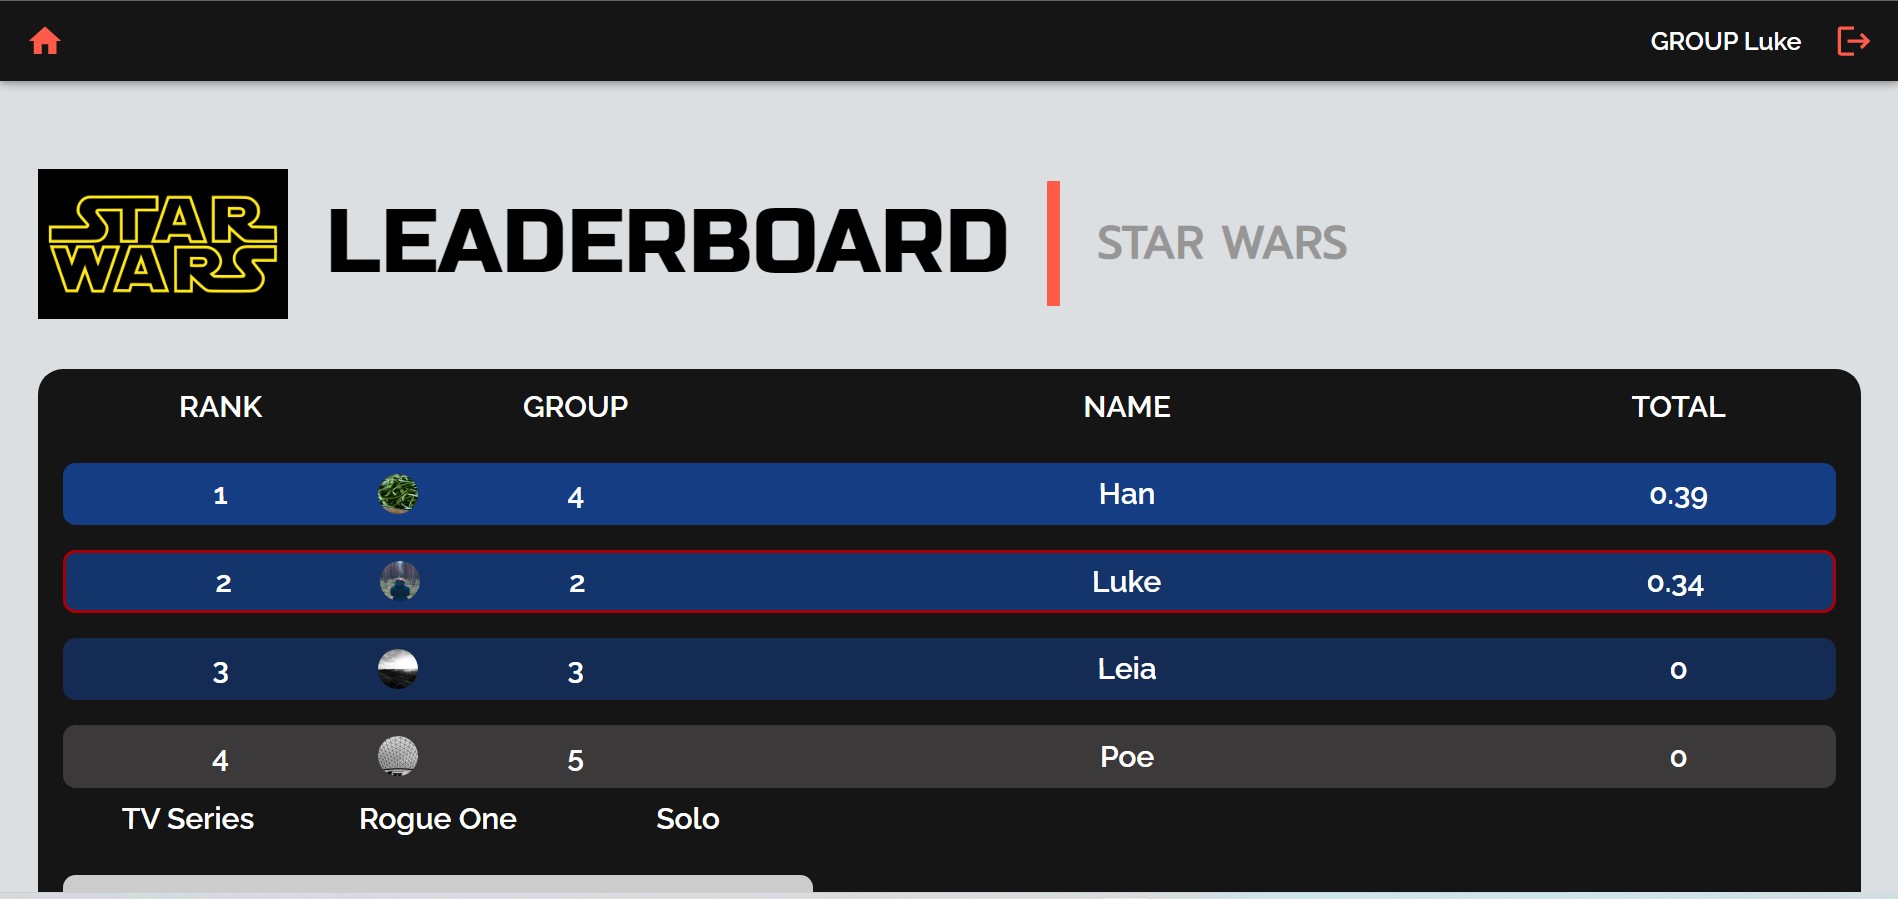 GROUP Luke
STAR
WARS
LEADERBOARD
STAR WARS
RANK GROUP NAME TOTAL
1 4 Han 0.39
2 2 Luke 0.34
3 3 Leia 0
4 5 Poe 0
TV Series Rogue One Solo